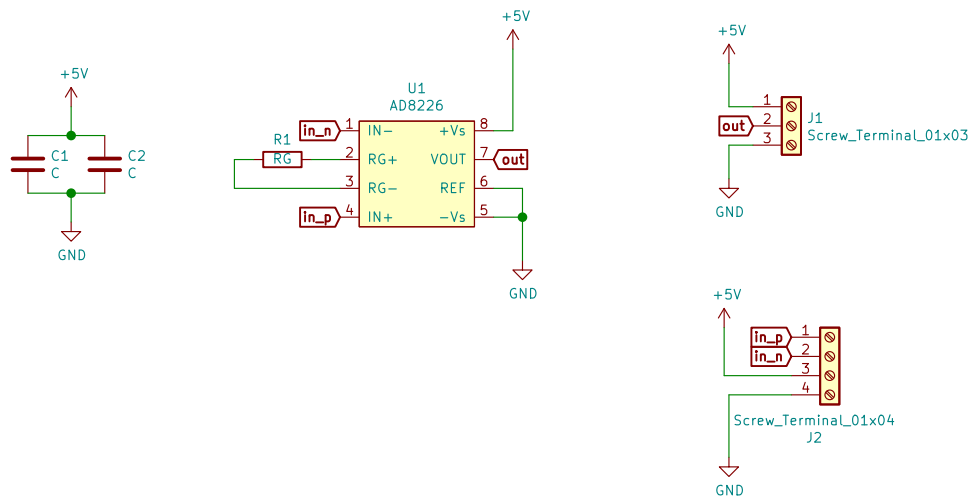 +5V
C1
C
C2
C
GND
+5V
U1
AD8226
in_n
1
IN-
+Vs
8
R1
RG
2
RG+
VOUT
7
out
3
RG-
REF
6
in_p
4
IN+
-Vs
5
GND
+5V
1
out
2
3
J1
Screw_Terminal_01x03
GND
+5V
in_p
1
in_n
2
3
4
Screw_Terminal_01x04
J2
GND